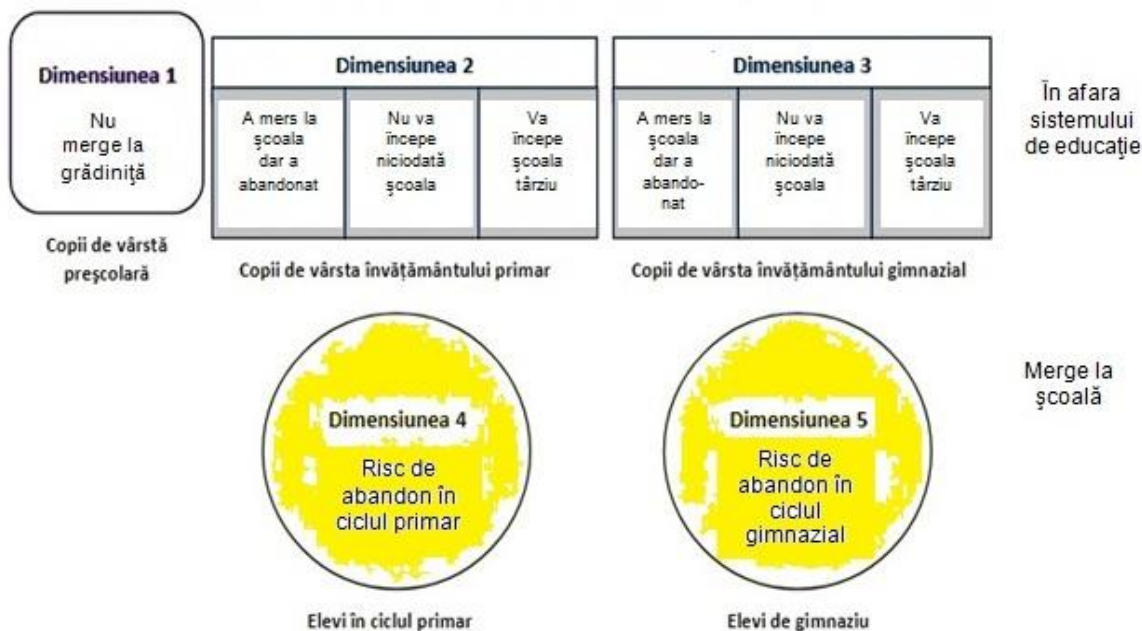 Dimensiunea 1
Nu
merge la
grădiniţă
Copii de vârstă
preşcolară
Dimensiunea 2
A mers la
şcoala
dar a
abandonat
Nu va
începe
niciodată
şcoala
Va
începe
şcoala
târziu
Copii de vârsta învăţământului primar
Dimensiunea 3
A mers la
şcoala
dar a
abando-
nat
Nu va
începe
niciodată
şcoala
Va
începe
şcoala
târziu
Copii de vârsta învăţământului gimnazial
În afara
sistemului
de educaţie
Dimensiunea 4
Risc de
abandon în
ciclul primar
Elevi în ciclul primar
Dimensiunea 5
Risc de
abandon în
ciclul
gimnazial
Elevi de gimnaziu
Merge la
şcoală